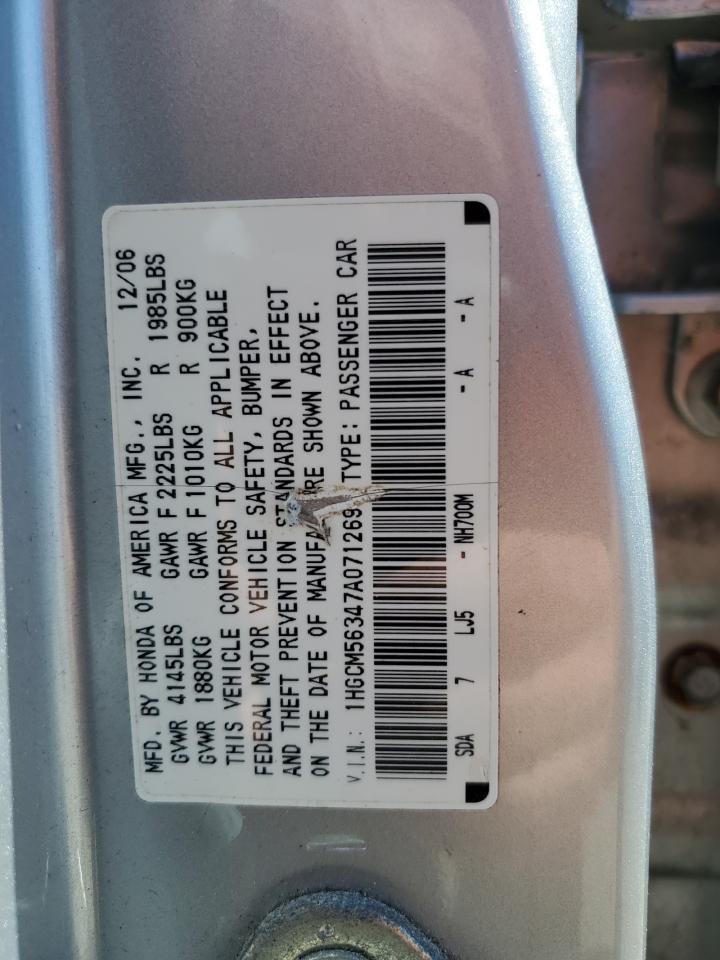 MFD. BY HONDA OF AMERICA MFG., INC. 12/06
GVWR 4145LBS GAWR F 2225LBS R 1985LBS
GVWR 1880KG GAWR F 1010KG R 900KG
THIS VEHICLE CONFORMS TO ALL APPLICABLE
FEDERAL MOTOR VEHICLE SAFETY, BUMPER,
AND THEFT PREVENTION STANDARDS IN EFFECT
ON THE DATE OF SHOWN ABOVE.
V.I.N.: 1HGCM56347A071269 TYPE: PASSENGER CAR
SDA 7 LJ5 - NH700M - A - A